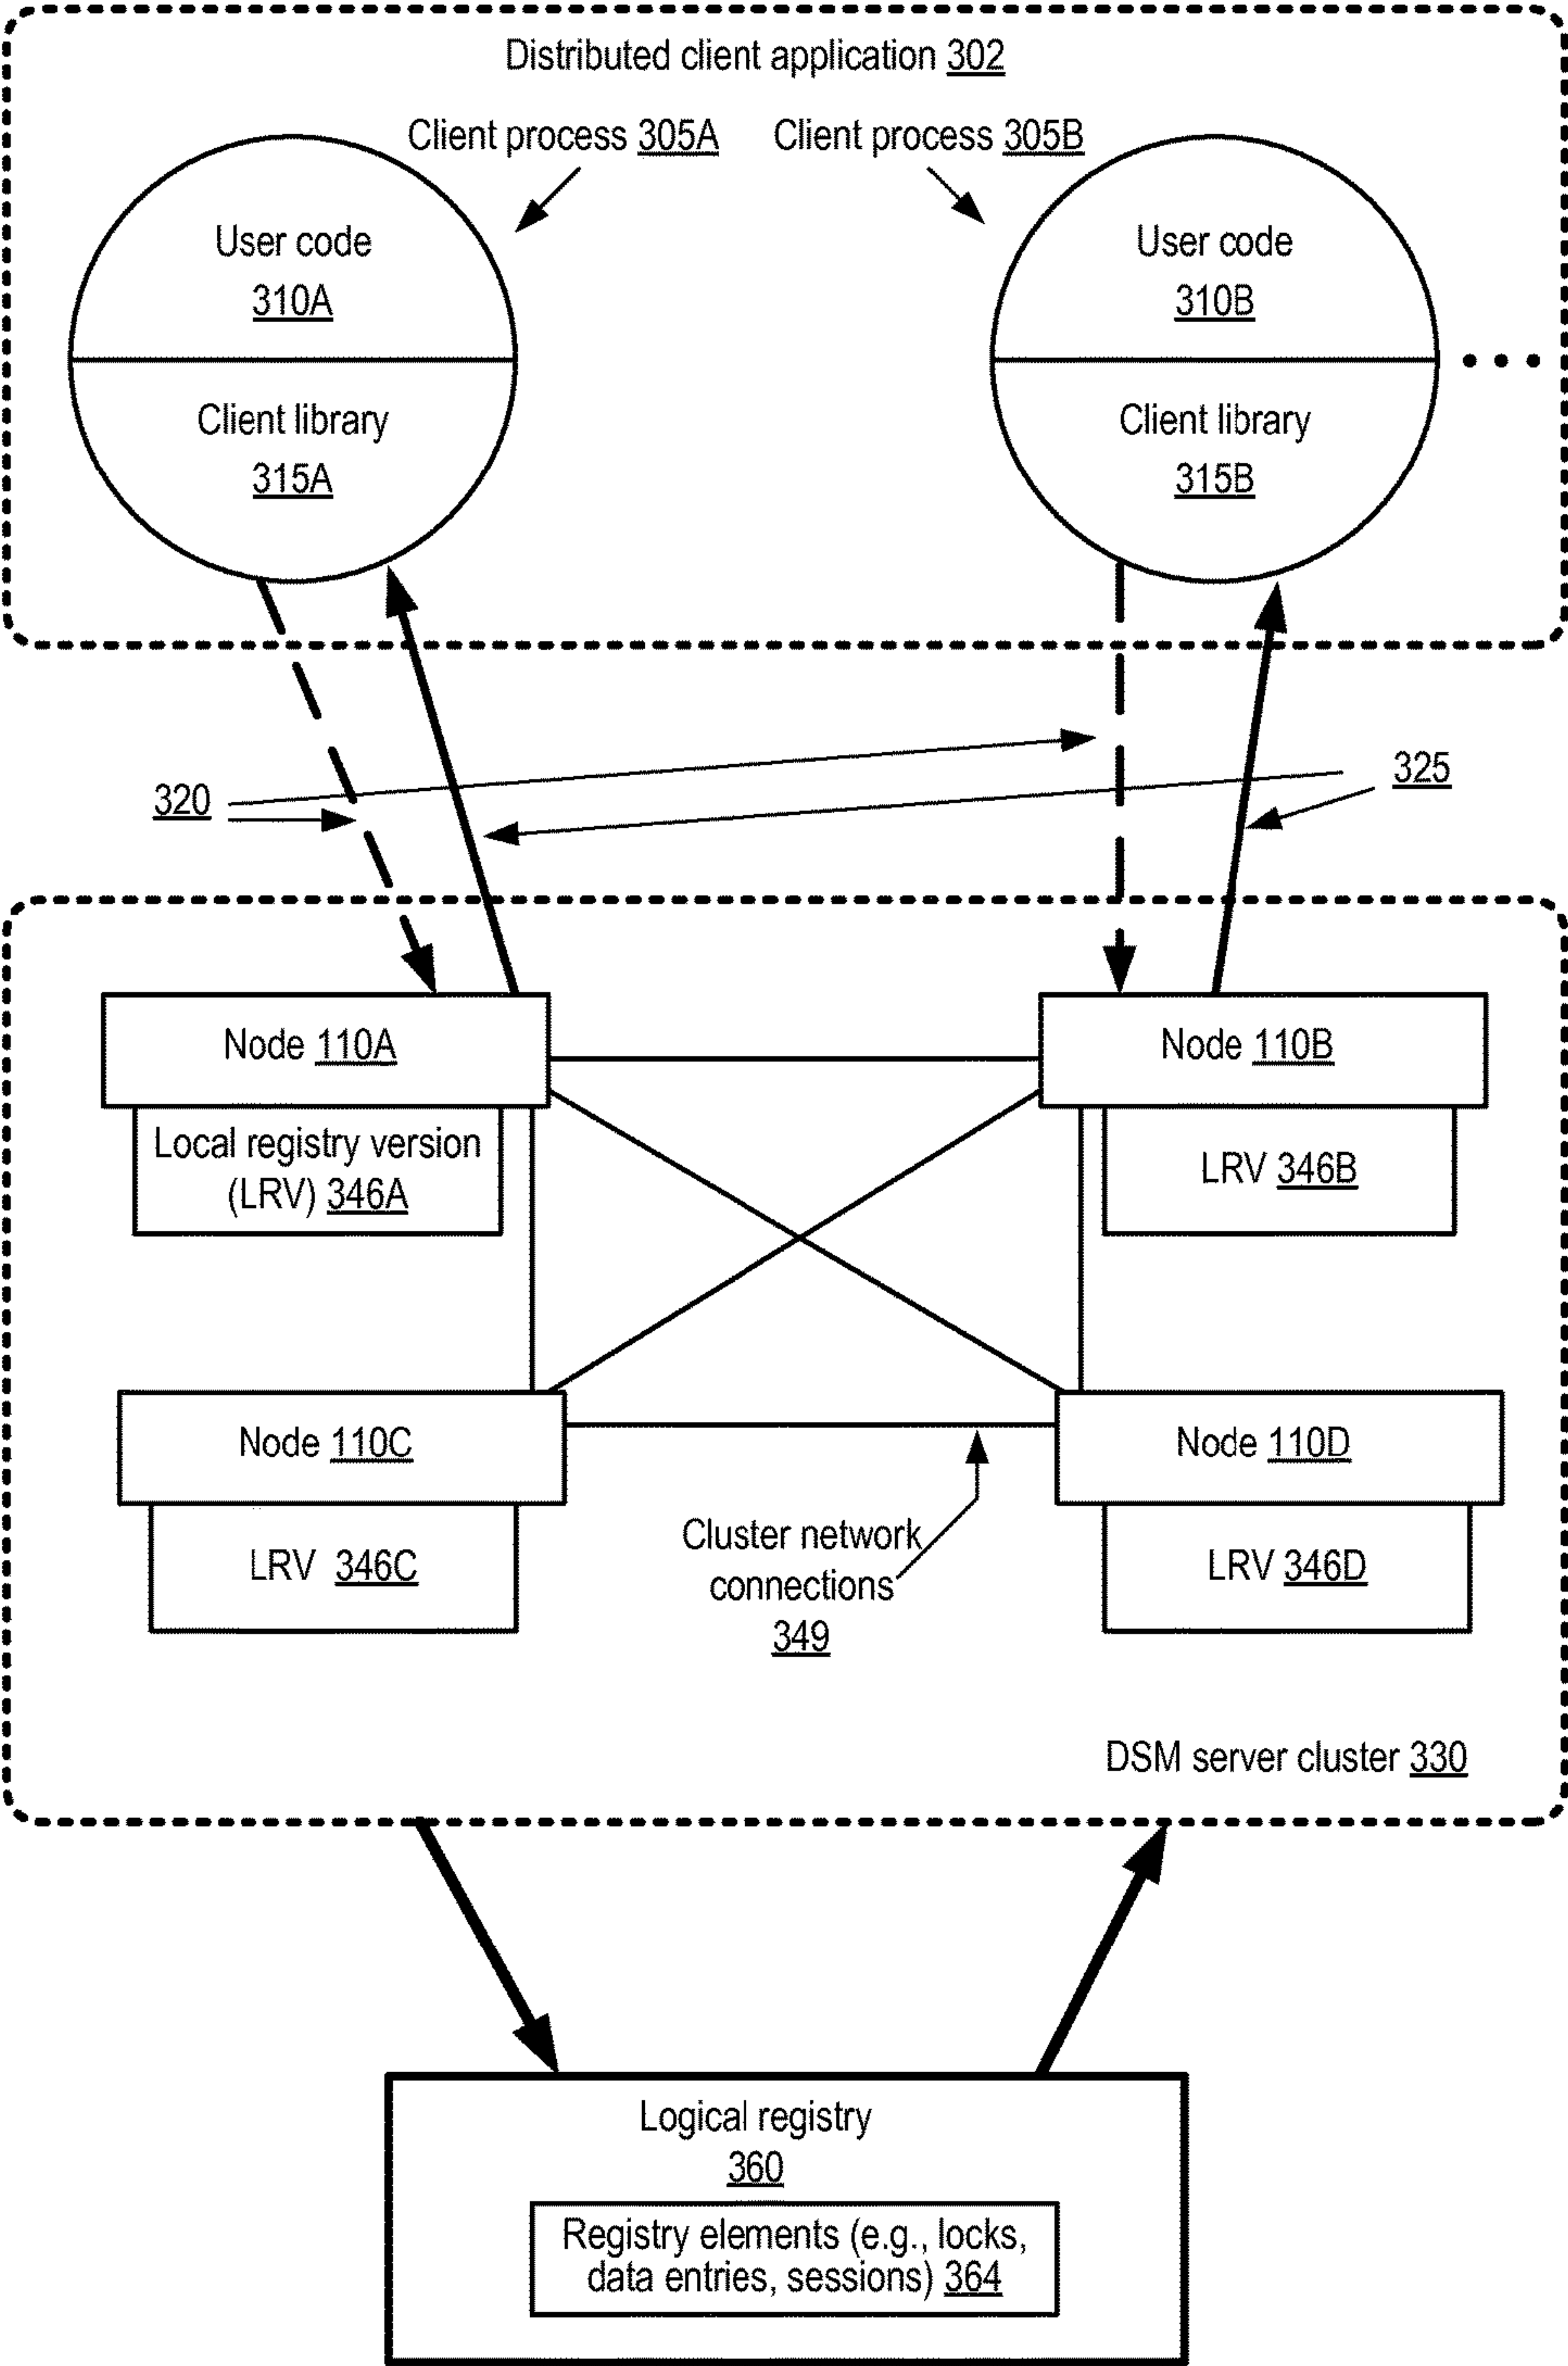 Distributed client application 302
Client process 305A
Client process 305B
User code
310A
User code
310B
Client library
315A
Client library
315B
320
325
Node 110A
Node 110B
Local registry version
(LRV) 346A
LRV 346B
Node 110C
Node 110D
LRV 346C
Cluster network
connections
349
LRV 346D
DSM server cluster 330
Logical registry
360
Registry elements (e.g., locks,
data entries, sessions) 364